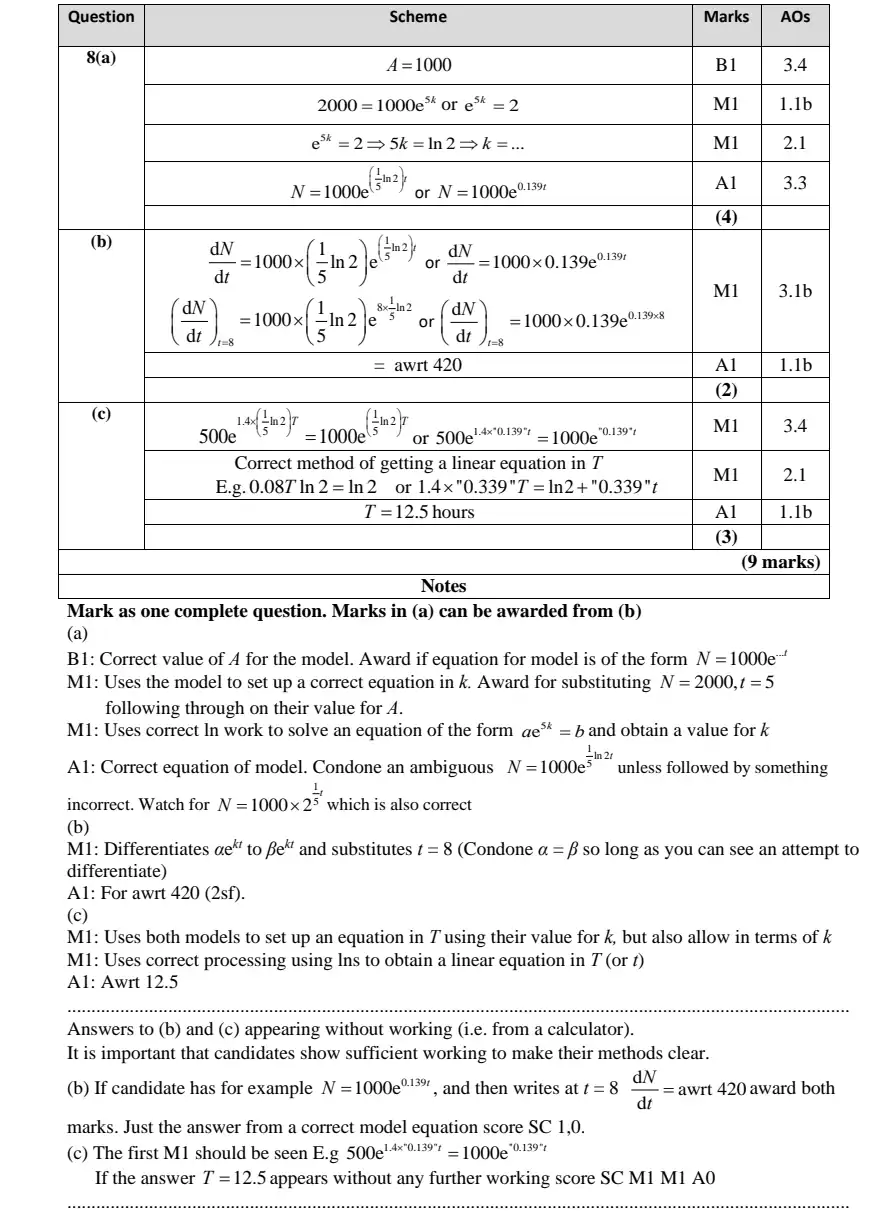 Question Scheme Marks AOs
8(a) A = 1000 B1 3.4
2000 = 1000e^{5k} or e^{5k} = 2 M1 1.1b
e^{5k} = 2 ⇒ 5k = ln 2 ⇒ k = ... M1 2.1
N = 1000e^{(1/5 ln 2)t} or N = 1000e^{0.139t} A1 3.3
(4)
(b) dN/dt = 1000 × (1/5 ln 2) e^{(1/5 ln 2)t} or dN/dt = 1000 × 0.139e^{0.139t}
(dN/dt)_{t=8} = 1000 × (1/5 ln 2) e^{8×1/5 ln 2} or (dN/dt)_{t=8} = 1000 × 0.139e^{0.139×8} M1 3.1b
= awrt 420 A1 1.1b
(2)
(c) 500e^{1.4×(1/5 ln 2)T} = 1000e^{(1/5 ln 2)T} or 500e^{1.4×"0.139"t} = 1000e^{"0.139"t} M1 3.4
Correct method of getting a linear equation in T
E.g. 0.08T ln 2 = ln 2 or 1.4 × "0.339"T = ln2 + "0.339"t M1 2.1
T = 12.5 hours A1 1.1b
(3)
(9 marks)
Notes
Mark as one complete question. Marks in (a) can be awarded from (b)
(a)
B1: Correct value of A for the model. Award if equation for model is of the form N = 1000e^{...t}
M1: Uses the model to set up a correct equation in k. Award for substituting N = 2000, t = 5
following through on their value for A.
M1: Uses correct ln work to solve an equation of the form ae^{5k} = b and obtain a value for k
A1: Correct equation of model. Condone an ambiguous N = 1000e^{1/5 ln 2t} unless followed by something
incorrect. Watch for N = 1000 × 2^{1/5 t} which is also correct
(b)
M1: Differentiates αe^{kt} to βe^{kt} and substitutes t = 8 (Condone α = β so long as you can see an attempt to
differentiate)
A1: For awrt 420 (2sf).
(c)
M1: Uses both models to set up an equation in T using their value for k, but also allow in terms of k
M1: Uses correct processing using lns to obtain a linear equation in T (or t)
A1: Awrt 12.5
Answers to (b) and (c) appearing without working (i.e. from a calculator).
It is important that candidates show sufficient working to make their methods clear.
(b) If candidate has for example N = 1000e^{0.139t}, and then writes at t = 8 dN/dt = awrt 420 award both
marks. Just the answer from a correct model equation score SC 1,0.
(c) The first M1 should be seen E.g 500e^{1.4×"0.139"t} = 1000e^{"0.139"t}
If the answer T = 12.5 appears without any further working score SC M1 M1 A0